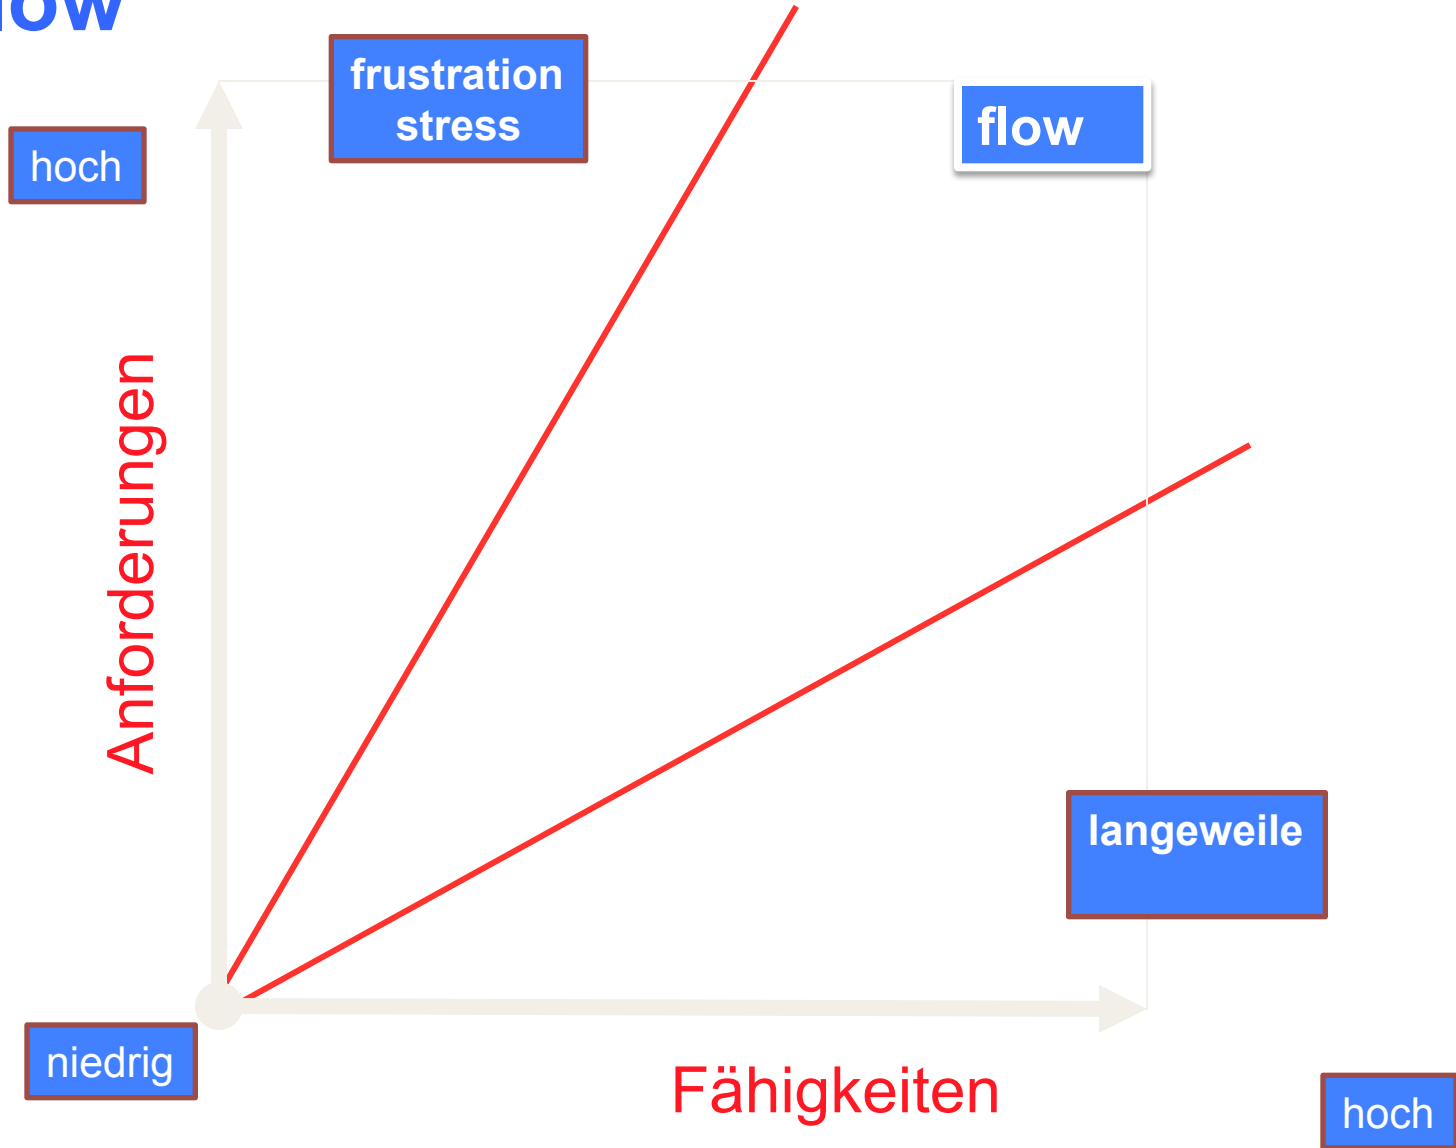 frustration
stress
flow
hoch
Anforderungen
langeweile
niedrig
Fähigkeiten
hoch